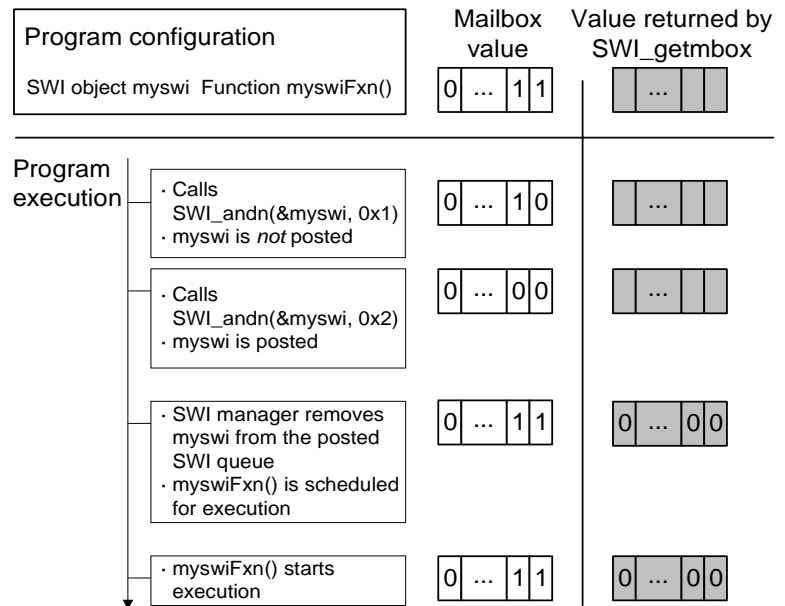 Program configuration
SWI object myswi Function myswiFxn()
Mailbox
value
0 ... 1 1
Value returned by
SWI_getmbox
...
Program
execution
· Calls
SWI_andn(&myswi, 0x1)
· myswi is not posted
0 ... 1 0
...
· Calls
SWI_andn(&myswi, 0x2)
· myswi is posted
0 ... 0 0
...
· SWI manager removes
myswi from the posted
SWI queue
· myswiFxn() is scheduled
for execution
0 ... 1 1
0 ... 0 0
· myswiFxn() starts
execution
0 ... 1 1
0 ... 0 0